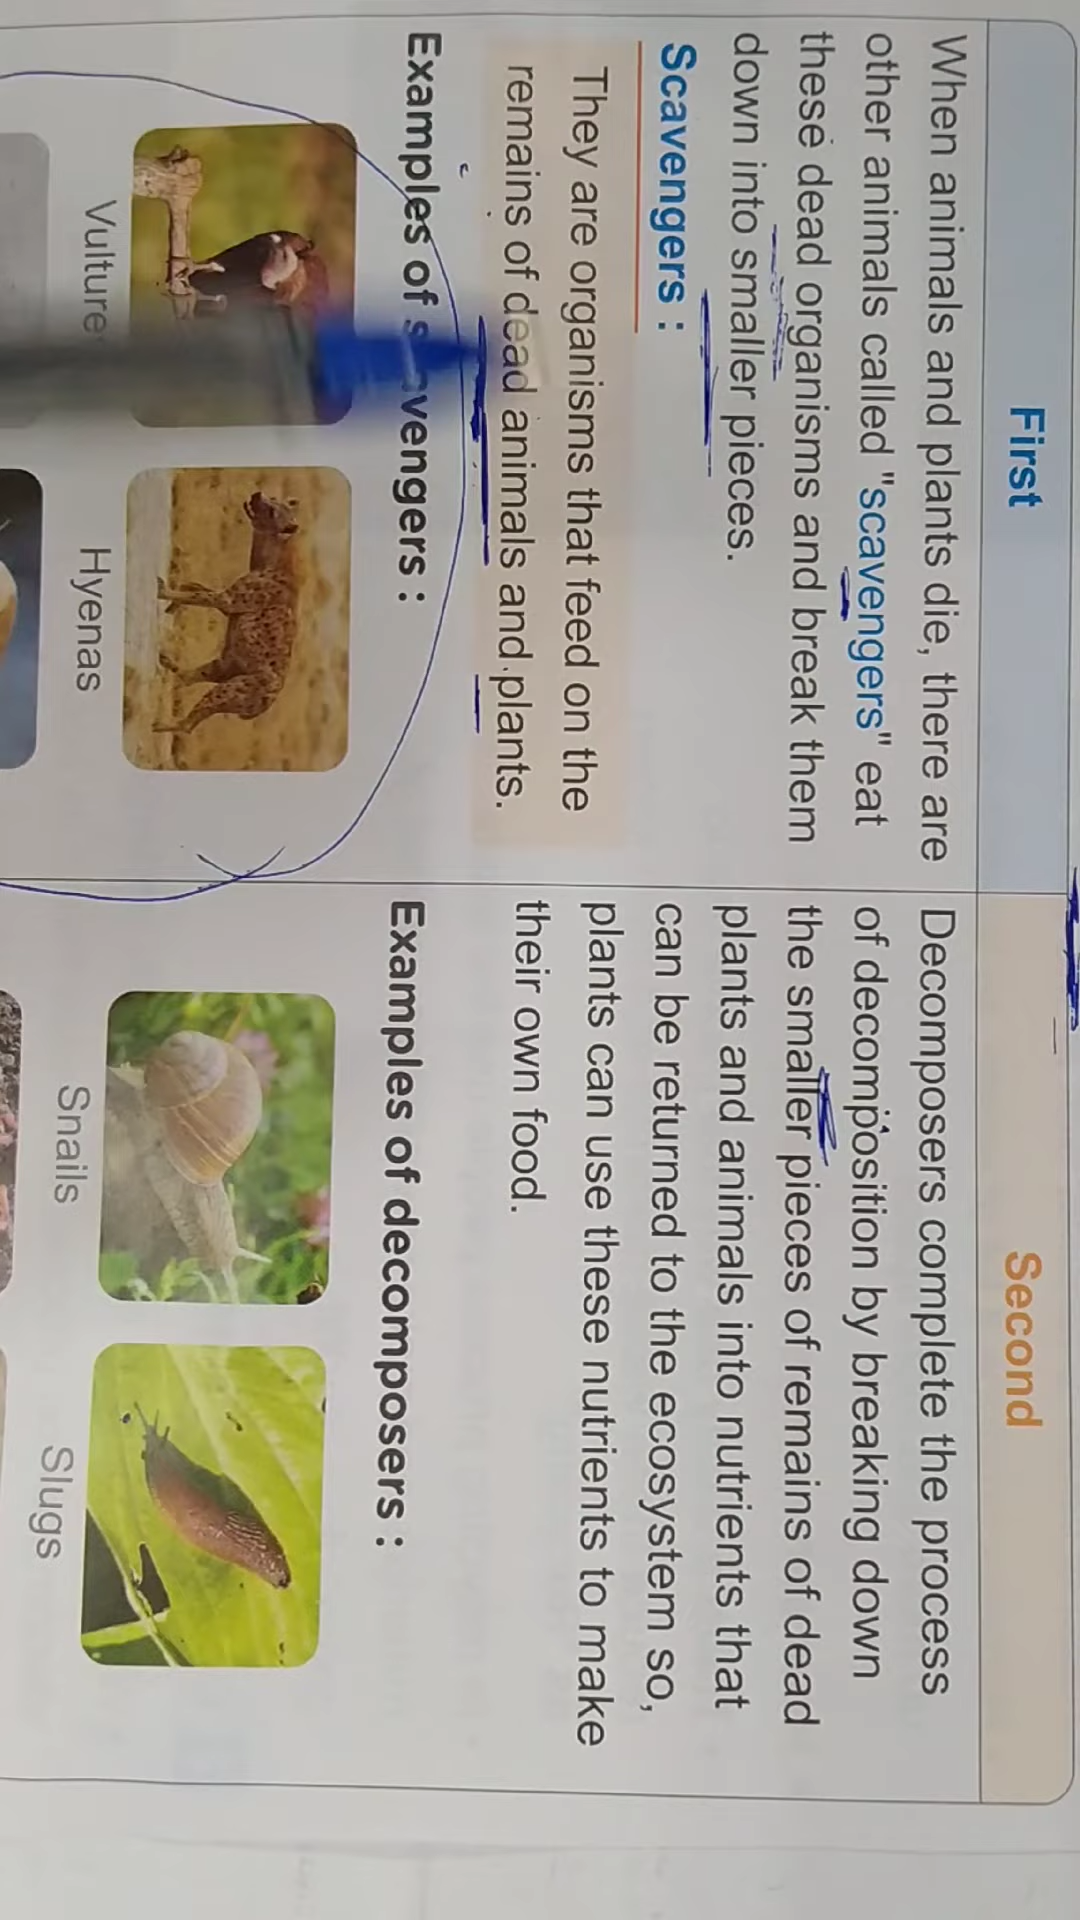 First
When animals and plants die, there are
other animals called "scavengers" eat
these dead organisms and break them
down into smaller pieces.
Scavengers :
They are organisms that feed on the
remains of dead animals and plants.
Examples of scavengers :
Vulture
Hyenas
Second
Decomposers complete the process
of decomposition by breaking down
the smaller pieces of remains of dead
plants and animals into nutrients that
can be returned to the ecosystem so,
plants can use these nutrients to make
their own food.
Examples of decomposers :
Snails
Slugs